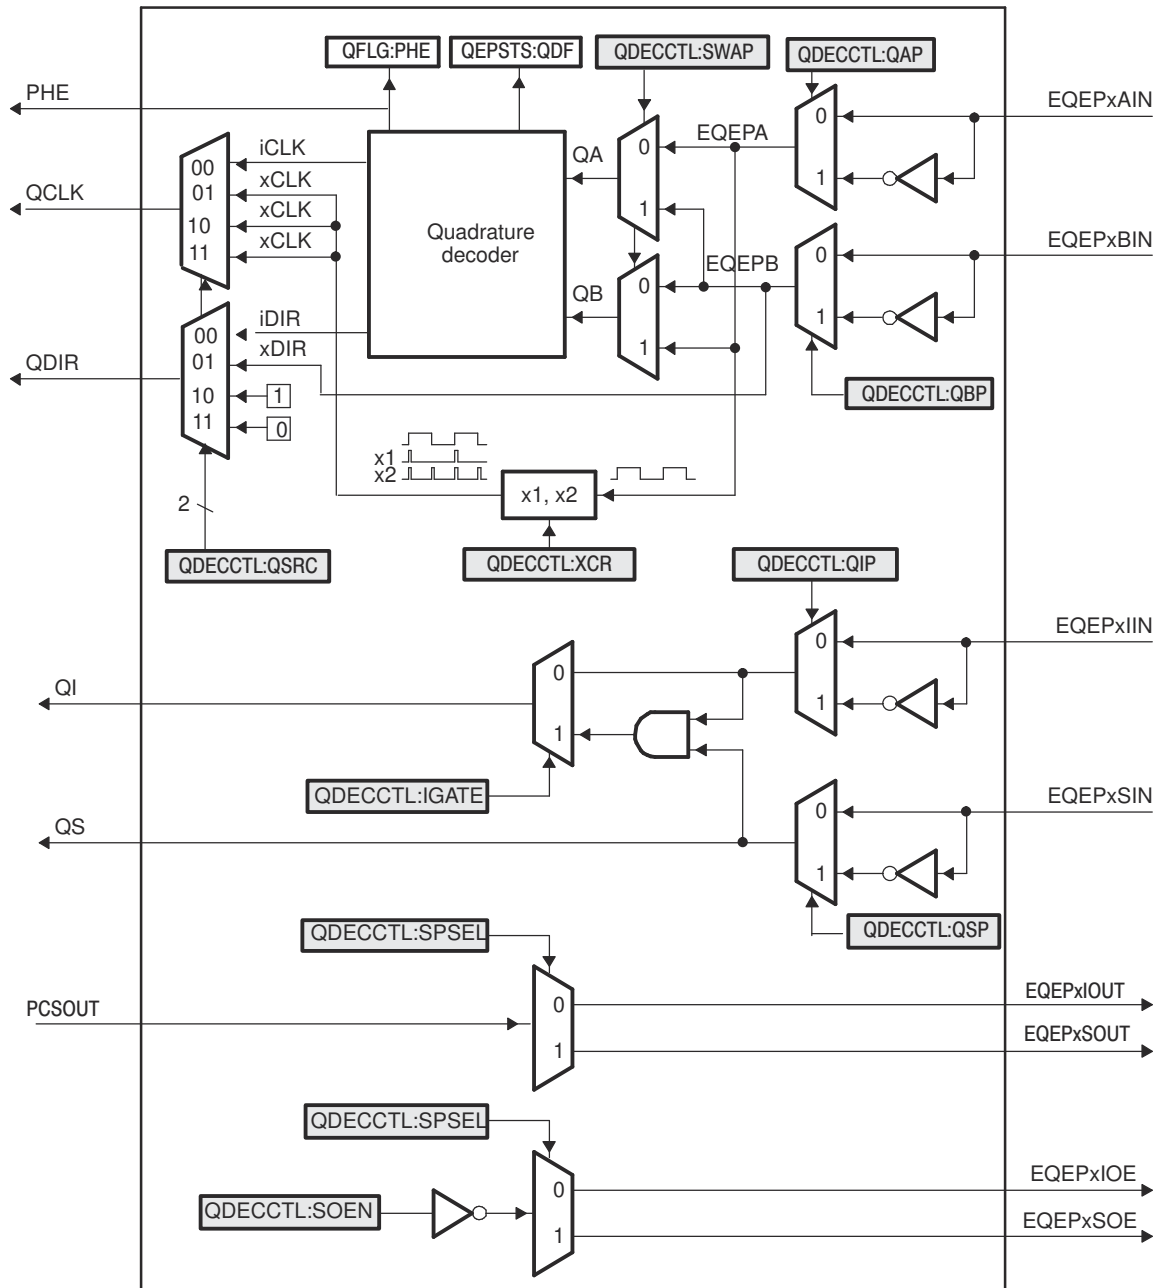 QFLG:PHE
QEPSTS:QDF
QDECCTL:SWAP
QDECCTL:QAP
PHE
EQEPxAIN
EQEPA
0
1
QA
0
1
iCLK
xCLK
xCLK
xCLK
00
01
10
11
QCLK
Quadrature
decoder
EQEPxBIN
EQEPB
0
1
QB
0
1
iDIR
xDIR
00
01
10
11
1
0
QDIR
QDECCTL:QBP
x1
x2
x1, x2
2
QDECCTL:QSRC
QDECCTL:XCR
QDECCTL:QIP
EQEPxIIN
0
1
QI
0
1
QDECCTL:IGATE
EQEPxSIN
0
1
QS
QDECCTL:QSP
QDECCTL:SPSEL
PCSOUT
0
1
EQEPxIOUT
EQEPxSOUT
QDECCTL:SPSEL
QDECCTL:SOEN
0
1
EQEPxIOE
EQEPxSOE